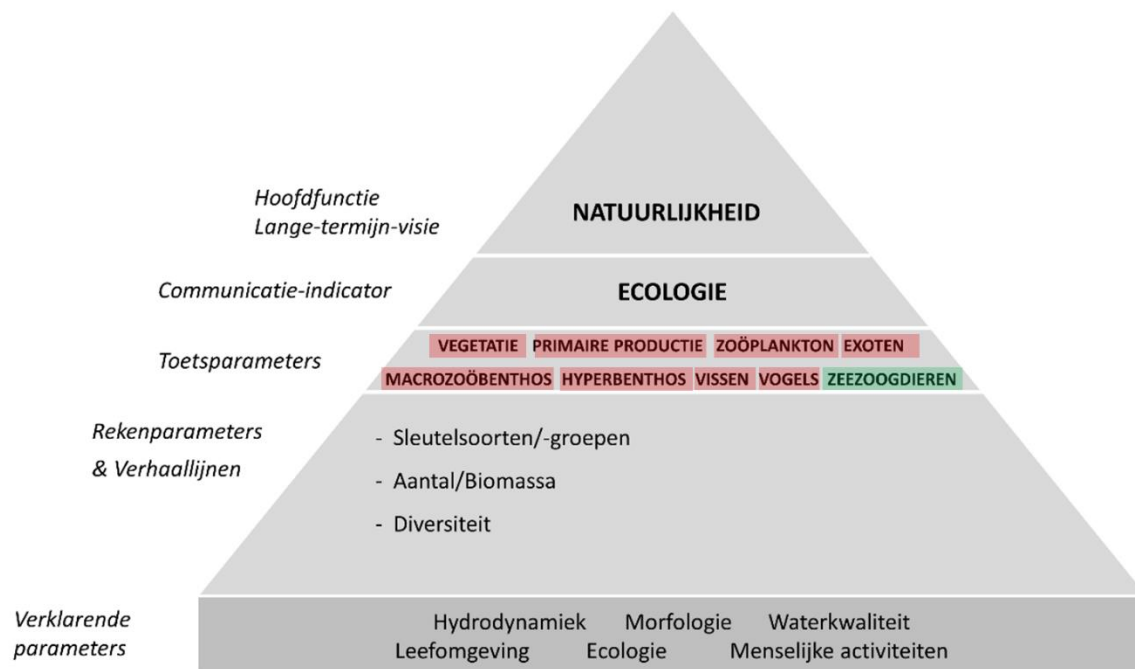 Hoofdfunctie
Lange-termijn-visie
NATUURLIJKHEID
Communicatie-indicator
ECOLOGIE
Toetsparameters
VEGETATIE PRIMAIRE PRODUCTIE ZOÖPLANKTON EXOTEN
MACROZOÖBENTHOS HYPERBENTHOS VISSEN VOGELS ZEEZOOGDIEREN
Rekenparameters
& Verhaallijnen
- Sleutelsoorten/-groepen
- Aantal/Biomassa
- Diversiteit
Verklarende
parameters
Hydrodynamiek Morfologie Waterkwaliteit
Leefomgeving Ecologie Menselijke activiteiten